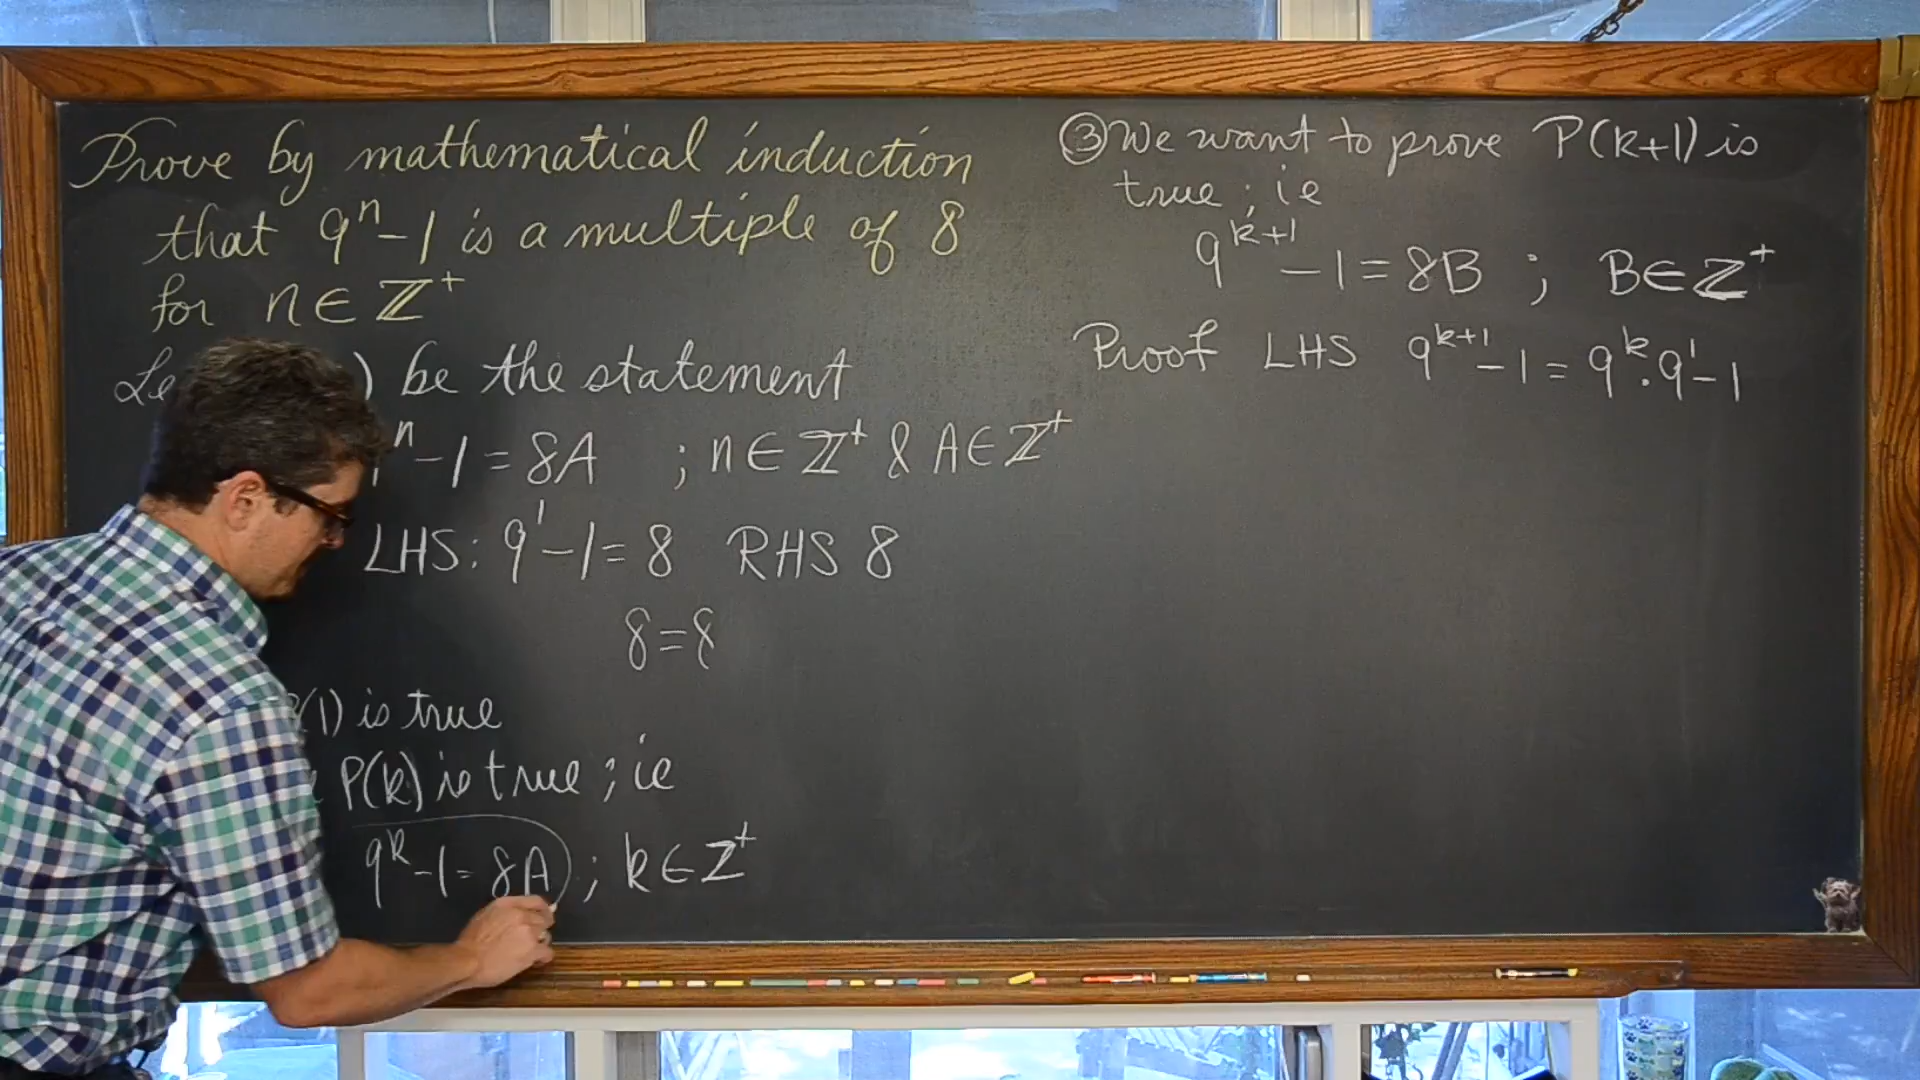 Prove by mathematical induction
that 9ⁿ-1 is a multiple of 8
for n∈ℤ⁺
) be the statement
ⁿ-1=8A ; n∈ℤ⁺ & A∈ℤ⁺
LHS: 9¹-1=8 RHS 8
8=8
(1) is true
P(k) is true ; ie
9ᵏ-1=8A ; k∈ℤ⁺
③ We want to prove P(k+1) is
true ; ie
9ᵏ⁺¹-1=8B ; B∈ℤ⁺
Proof LHS 9ᵏ⁺¹-1=9ᵏ·9¹-1